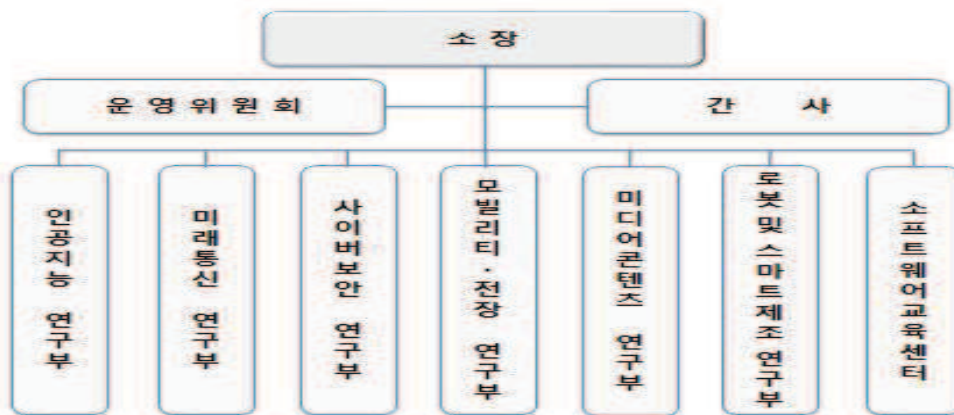 소 장
운 영 위 원 회
간 사
인공지능 연구부
미래통신 연구부
사이버보안 연구부
모빌리티·전장 연구부
미디어콘텐츠 연구부
로봇 및 스마트제조 연구부
소프트웨어교육센터